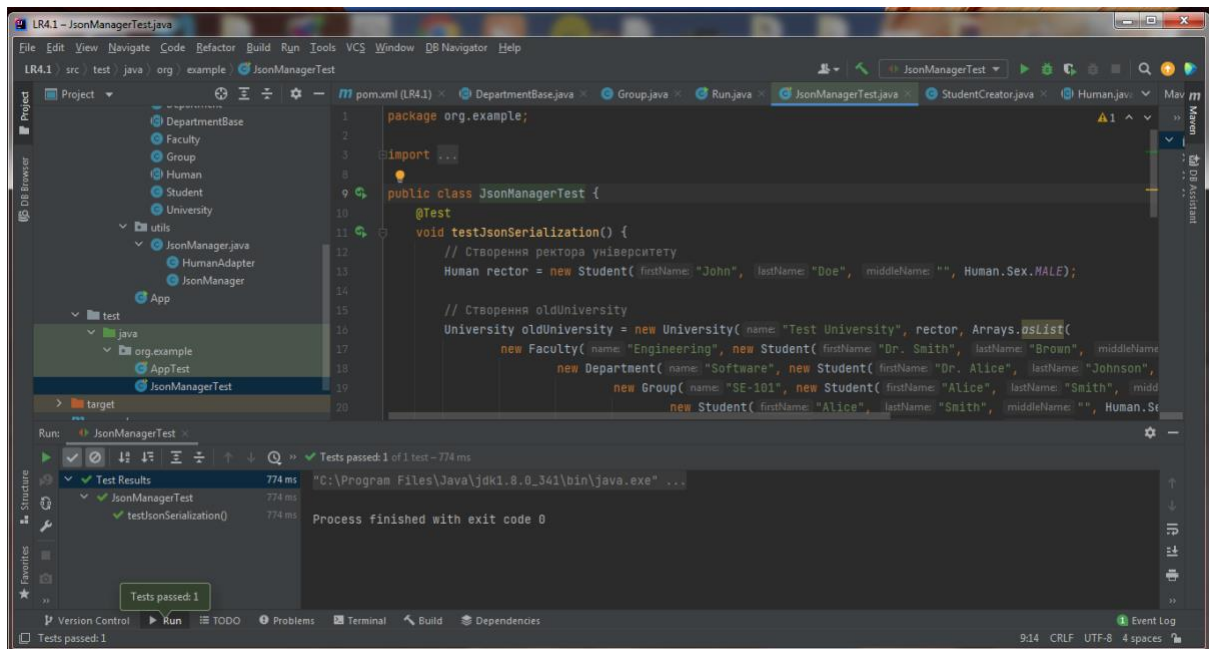 LR4.1 – JsonManagerTest.java
File Edit View Navigate Code Refactor Build Run Tools VCS Window DB Navigator Help
LR4.1 src test java org example JsonManagerTest
JsonManagerTest
Project
pom.xml (LR4.1) DepartmentBase.java Group.java Run.java JsonManagerTest.java StudentCreator.java Human.jav Mav
DepartmentBase
Faculty
Group
Human
Student
University
utils
JsonManager.java
HumanAdapter
JsonManager
App
test
java
org.example
AppTest
JsonManagerTest
target
1 package org.example;
2
3 import ...
8
9 public class JsonManagerTest {
10 @Test
11 void testJsonSerialization() {
12 // Створення ректора університету
13 Human rector = new Student( firstName: "John", lastName: "Doe", middleName: "", Human.Sex.MALE);
14
15 // Створення oldUniversity
16 University oldUniversity = new University( name: "Test University", rector, Arrays.asList(
17 new Faculty( name: "Engineering", new Student( firstName: "Dr. Smith", lastName: "Brown", middleName
18 new Department( name: "Software", new Student( firstName: "Dr. Alice", lastName: "Johnson",
19 new Group( name: "SE-101", new Student( firstName: "Alice", lastName: "Smith", midd
20 new Student( firstName: "Alice", lastName: "Smith", middleName: "", Human.Se
1
Project
DB Browser
Structure
Favorites
Maven
DB Assistant
Run: JsonManagerTest
Tests passed: 1 of 1 test – 774 ms
Test Results 774 ms
JsonManagerTest 774 ms
testJsonSerialization() 774 ms
"C:\Program Files\Java\jdk1.8.0_341\bin\java.exe" ...
Process finished with exit code 0
Tests passed: 1
Version Control Run TODO Problems Terminal Build Dependencies 1 Event Log
Tests passed: 1 9:14 CRLF UTF-8 4 spaces